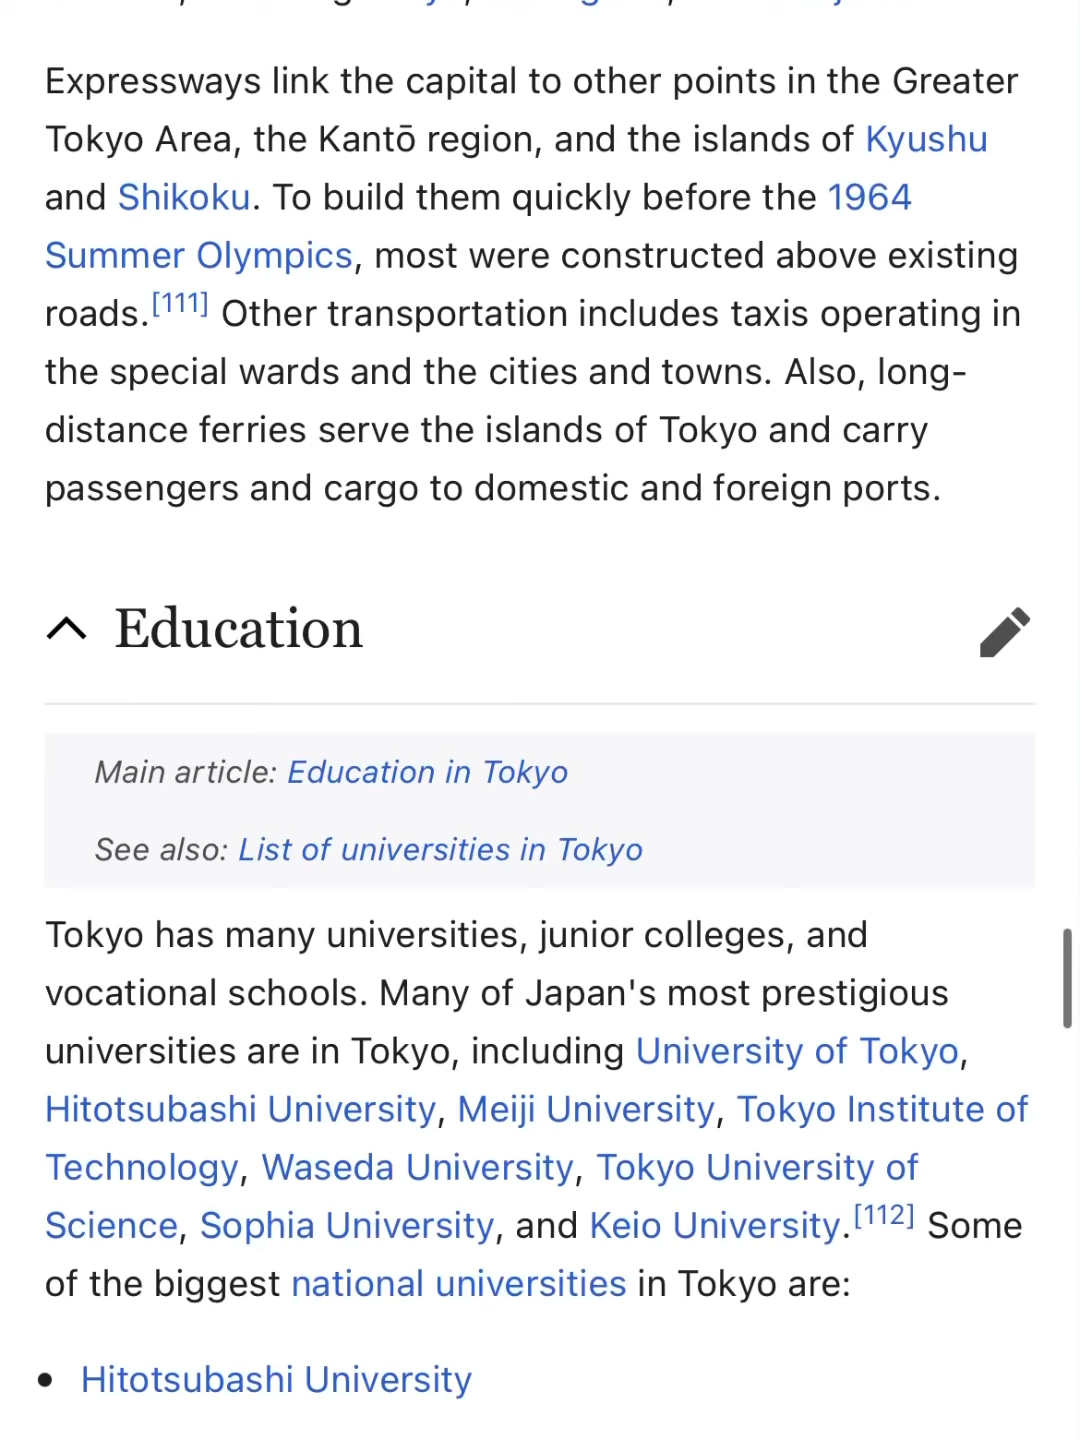 Expressways link the capital to other points in the Greater
Tokyo Area, the Kantō region, and the islands of Kyushu
and Shikoku. To build them quickly before the 1964
Summer Olympics, most were constructed above existing
roads.[111] Other transportation includes taxis operating in
the special wards and the cities and towns. Also, long-
distance ferries serve the islands of Tokyo and carry
passengers and cargo to domestic and foreign ports.
Education
Main article: Education in Tokyo
See also: List of universities in Tokyo
Tokyo has many universities, junior colleges, and
vocational schools. Many of Japan's most prestigious
universities are in Tokyo, including University of Tokyo,
Hitotsubashi University, Meiji University, Tokyo Institute of
Technology, Waseda University, Tokyo University of
Science, Sophia University, and Keio University.[112] Some
of the biggest national universities in Tokyo are:
• Hitotsubashi University